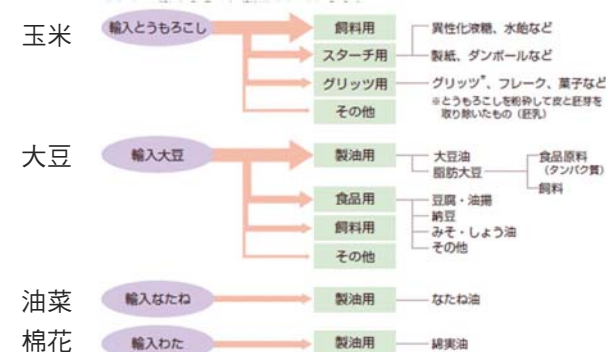 玉米
輸入とうもろこし
飼料用
スターチ用
異性化液糖、水飴など
製紙、ダンボールなど
グリッツ用
グリッツ*、フレーク、菓子など
※とうもろこしを粉砕して皮と胚芽を
取り除いたもの（胚乳）
その他
大豆
輸入大豆
製油用
大豆油
脂肪大豆
食品原料
（タンパク質）
飼料
食品用
豆腐・油揚
納豆
みそ・しょう油
その他
飼料用
その他
油菜
輸入なたね
製油用
なたね油
棉花
輸入わた
製油用
綿実油